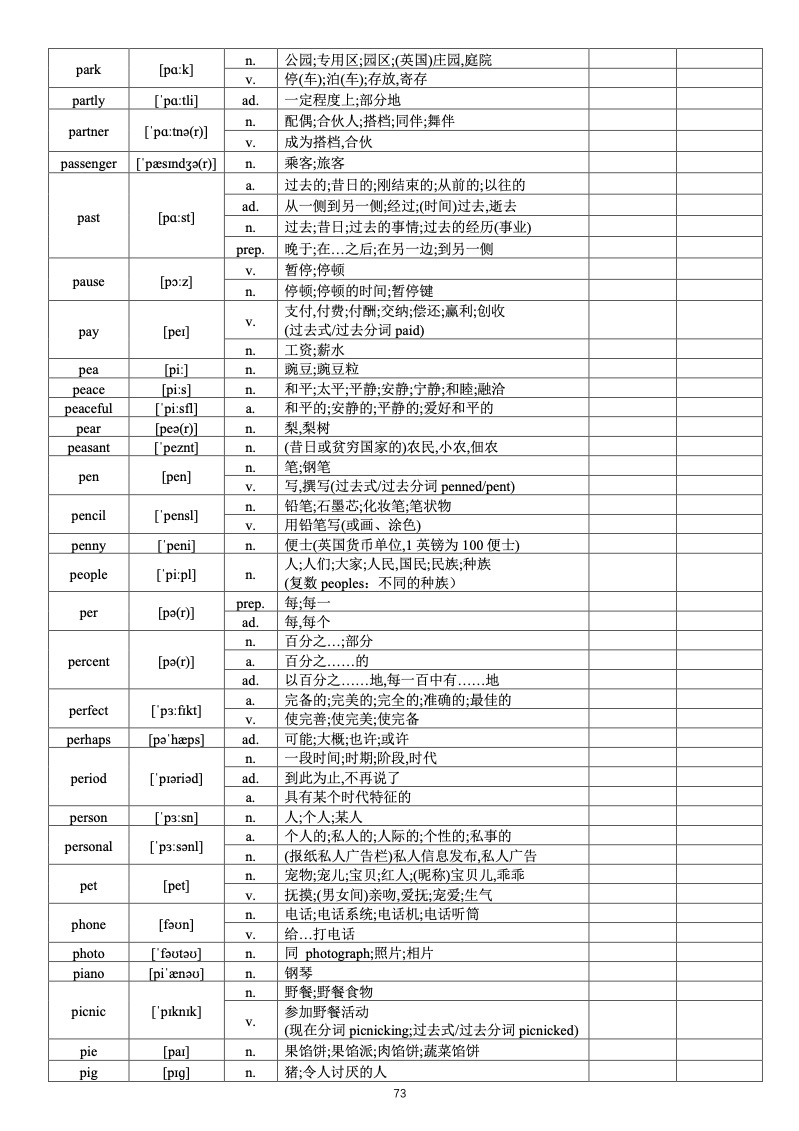 park [pɑ:k] n. 公园;专用区;园区;(英国)庄园,庭院
v. 停(车);泊(车);存放,寄存
partly [ˈpɑ:tli] ad. 一定程度上;部分地
partner [ˈpɑ:tnə(r)] n. 配偶;合伙人;搭档;同伴;舞伴
v. 成为搭档,合伙
passenger [ˈpæsɪndʒə(r)] n. 乘客;旅客
past [pɑ:st] a. 过去的;昔日的;刚结束的;从前的;以往的
ad. 从一侧到另一侧;经过;(时间)过去,逝去
n. 过去;昔日;过去的事情;过去的经历(事业)
prep. 晚于;在…之后;在另一边;到另一侧
pause [pɔ:z] v. 暂停;停顿
n. 停顿;停顿的时间;暂停键
pay [peɪ] v. 支付,付费;付酬;交纳;偿还;赢利;创收
(过去式/过去分词 paid)
n. 工资;薪水
pea [pi:] n. 豌豆;豌豆粒
peace [pi:s] n. 和平;太平;平静;安静;宁静;和睦;融洽
peaceful [ˈpi:sfl] a. 和平的;安静的;平静的;爱好和平的
pear [peə(r)] n. 梨,梨树
peasant [ˈpeznt] n. (昔日或贫穷国家的)农民,小农,佃农
pen [pen] n. 笔;钢笔
v. 写,撰写(过去式/过去分词 penned/pent)
pencil [ˈpensl] n. 铅笔;石墨芯;化妆笔;笔状物
v. 用铅笔写(或画、涂色)
penny [ˈpeni] n. 便士(英国货币单位,1 英镑为 100 便士)
people [ˈpi:pl] n. 人;人们;大家;人民,国民;民族;种族
(复数 peoples：不同的种族）
per [pə(r)] prep. 每;每一
ad. 每,每个
percent [pə(r)] n. 百分之…;部分
a. 百分之……的
ad. 以百分之……地,每一百中有……地
perfect [ˈpɜ:fɪkt] a. 完备的;完美的;完全的;准确的;最佳的
v. 使完善;使完美;使完备
perhaps [pəˈhæps] ad. 可能;大概;也许;或许
period [ˈpɪəriəd] n. 一段时间;时期;阶段,时代
ad. 到此为止,不再说了
a. 具有某个时代特征的
person [ˈpɜ:sn] n. 人;个人;某人
personal [ˈpɜ:sənl] a. 个人的;私人的;人际的;个性的;私事的
n. (报纸私人广告栏)私人信息发布,私人广告
pet [pet] n. 宠物;宠儿;宝贝;红人;(昵称)宝贝儿,乖乖
v. 抚摸;(男女间)亲吻,爱抚;宠爱;生气
phone [fəʊn] n. 电话;电话系统;电话机;电话听筒
v. 给…打电话
photo [ˈfəʊtəʊ] n. 同 photograph;照片;相片
piano [piˈænəʊ] n. 钢琴
picnic [ˈpɪknɪk] n. 野餐;野餐食物
v. 参加野餐活动
(现在分词 picnicking;过去式/过去分词 picnicked)
pie [paɪ] n. 果馅饼;果馅派;肉馅饼;蔬菜馅饼
pig [pɪɡ] n. 猪;令人讨厌的人
73